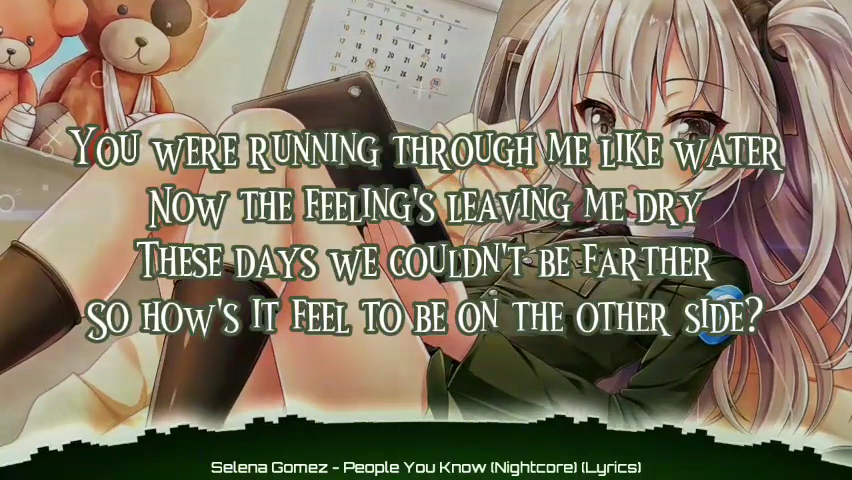 You were running through me like water
Now the feeling's leaving me dry
These days we couldn't be farther
So how's it feel to be on the other side?
Selena Gomez - People You Know (Nightcore) (Lyrics)